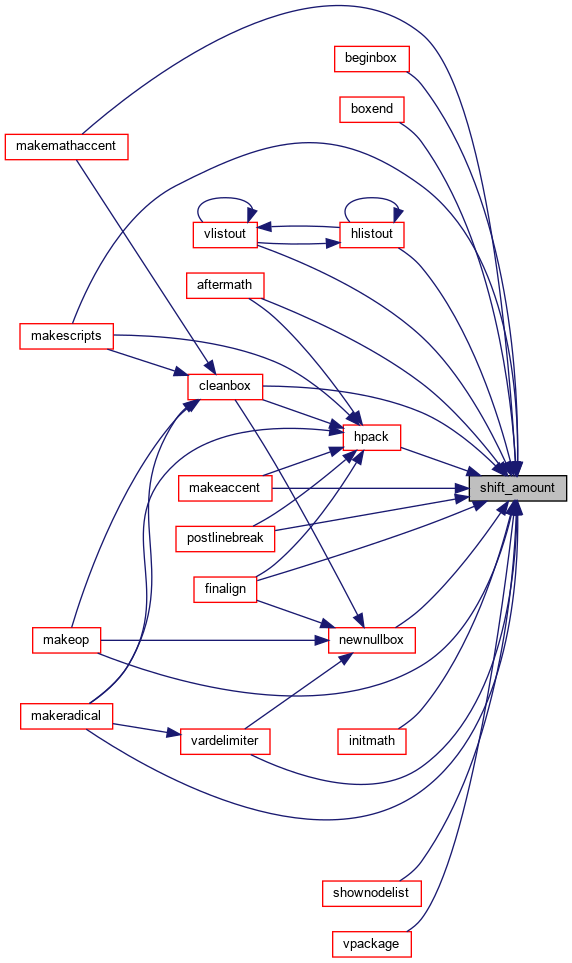 beginbox
boxend
makemathaccent
vlistout
hlistout
aftermath
makescripts
cleanbox
hpack
makeaccent
shift_amount
postlinebreak
finalign
makeop
newnullbox
makeradical
vardelimiter
initmath
shownodelist
vpackage